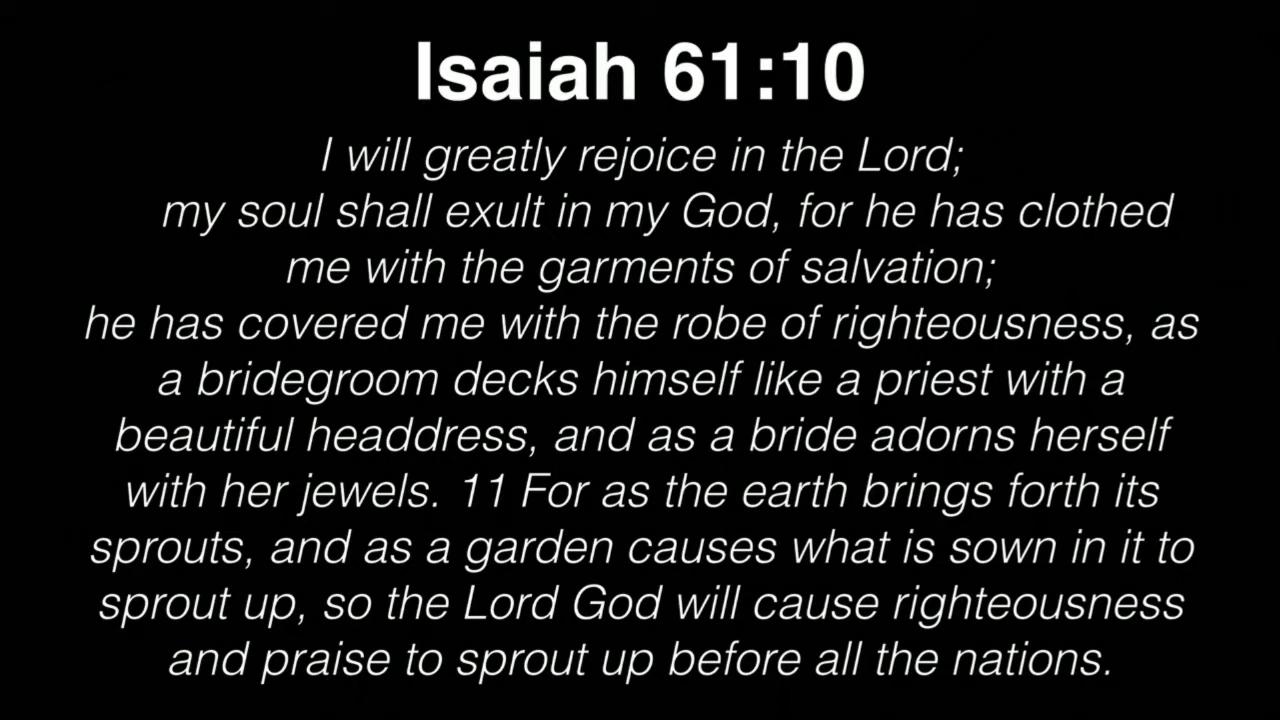 Isaiah 61:10
I will greatly rejoice in the Lord;
my soul shall exult in my God, for he has clothed
me with the garments of salvation;
he has covered me with the robe of righteousness, as
a bridegroom decks himself like a priest with a
beautiful headdress, and as a bride adorns herself
with her jewels. 11 For as the earth brings forth its
sprouts, and as a garden causes what is sown in it to
sprout up, so the Lord God will cause righteousness
and praise to sprout up before all the nations.